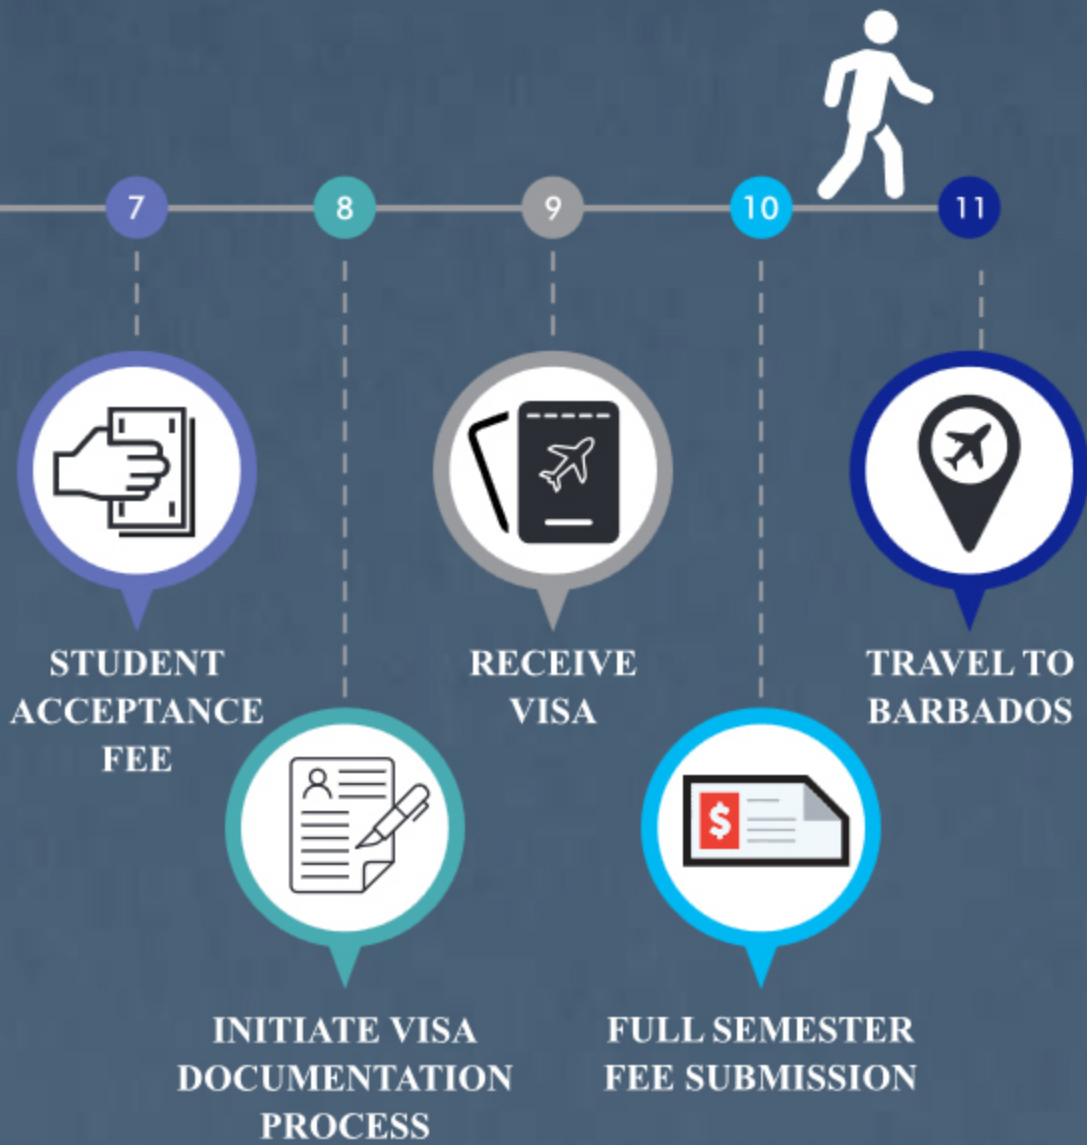 7
8
9
10
11
STUDENT
ACCEPTANCE
FEE
RECEIVE
VISA
TRAVEL TO
BARBADOS
$
INITIATE VISA
DOCUMENTATION
PROCESS
FULL SEMESTER
FEE SUBMISSION